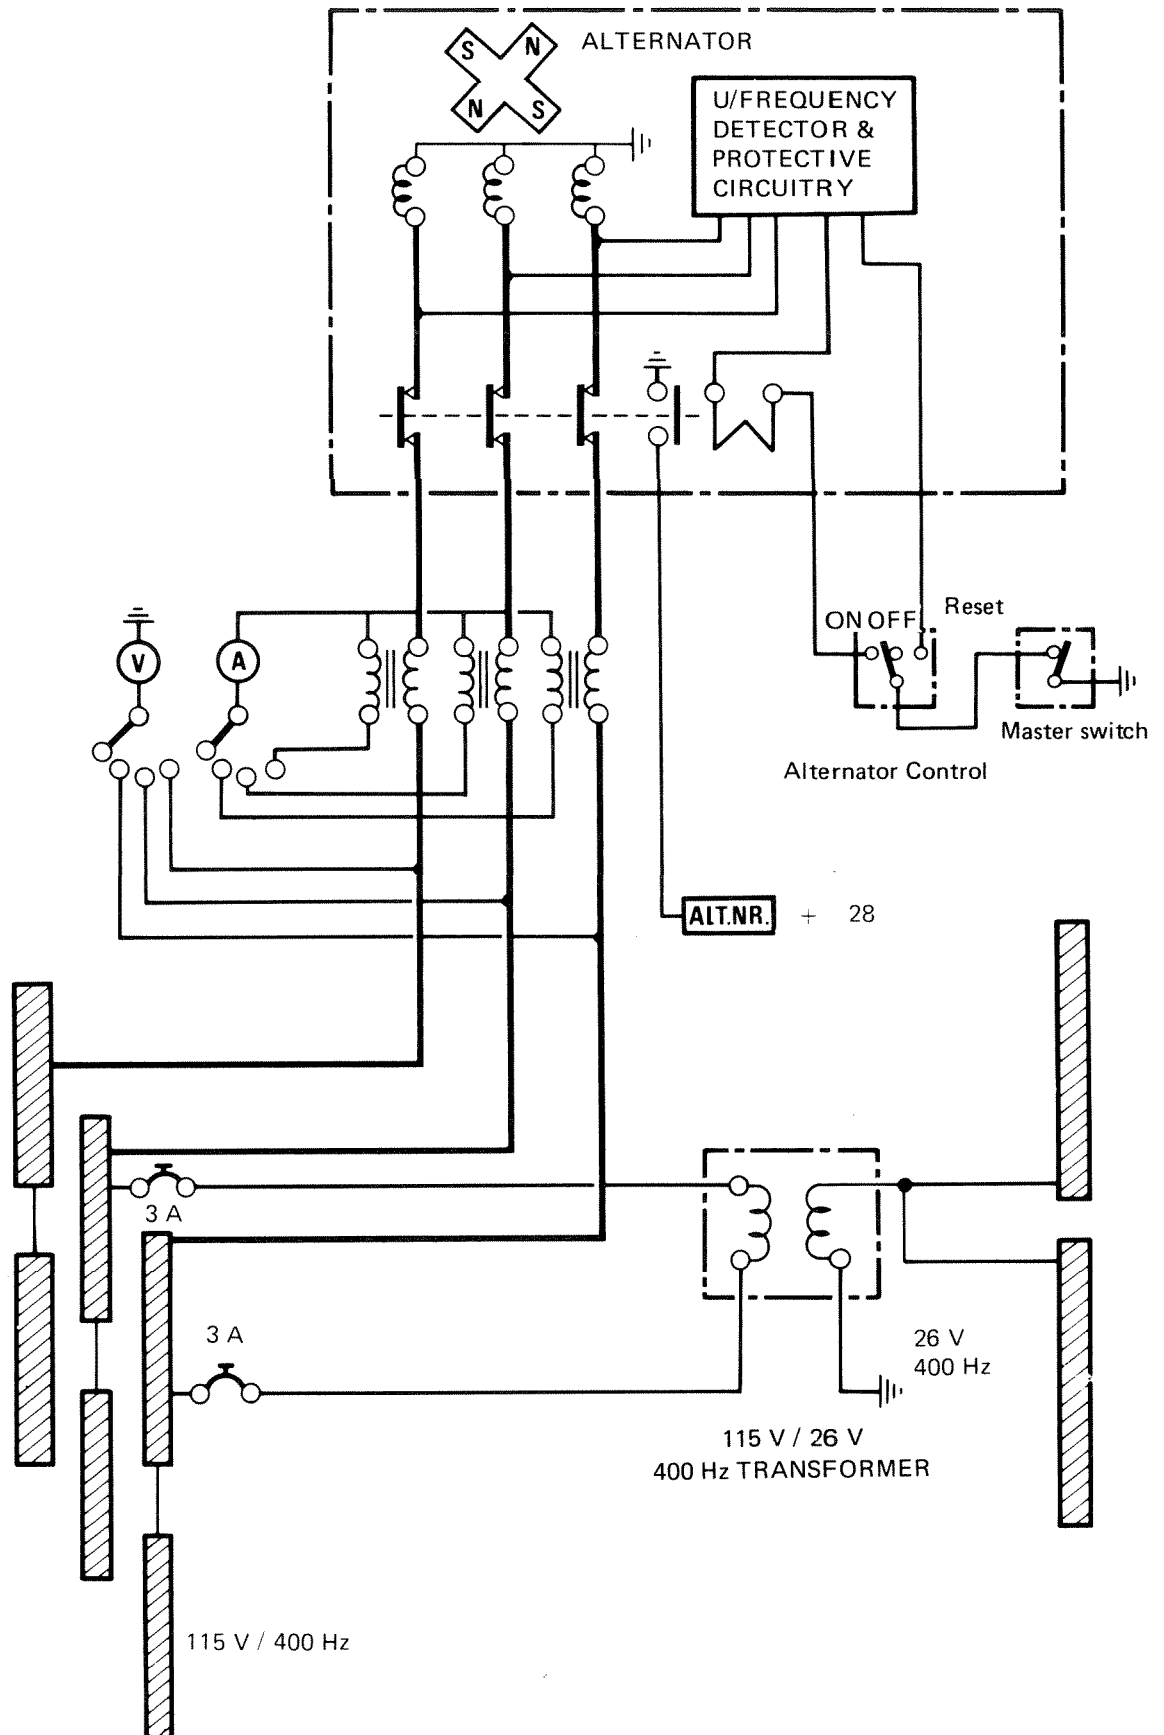 ALTERNATOR
S
N
N
S
U/FREQUENCY
DETECTOR &
PROTECTIVE
CIRCUITRY
ON OFF
Reset
V
A
Master switch
Alternator Control
ALT.NR. + 28
3 A
3 A
26 V
400 Hz
115 V / 26 V
400 Hz TRANSFORMER
115 V / 400 Hz